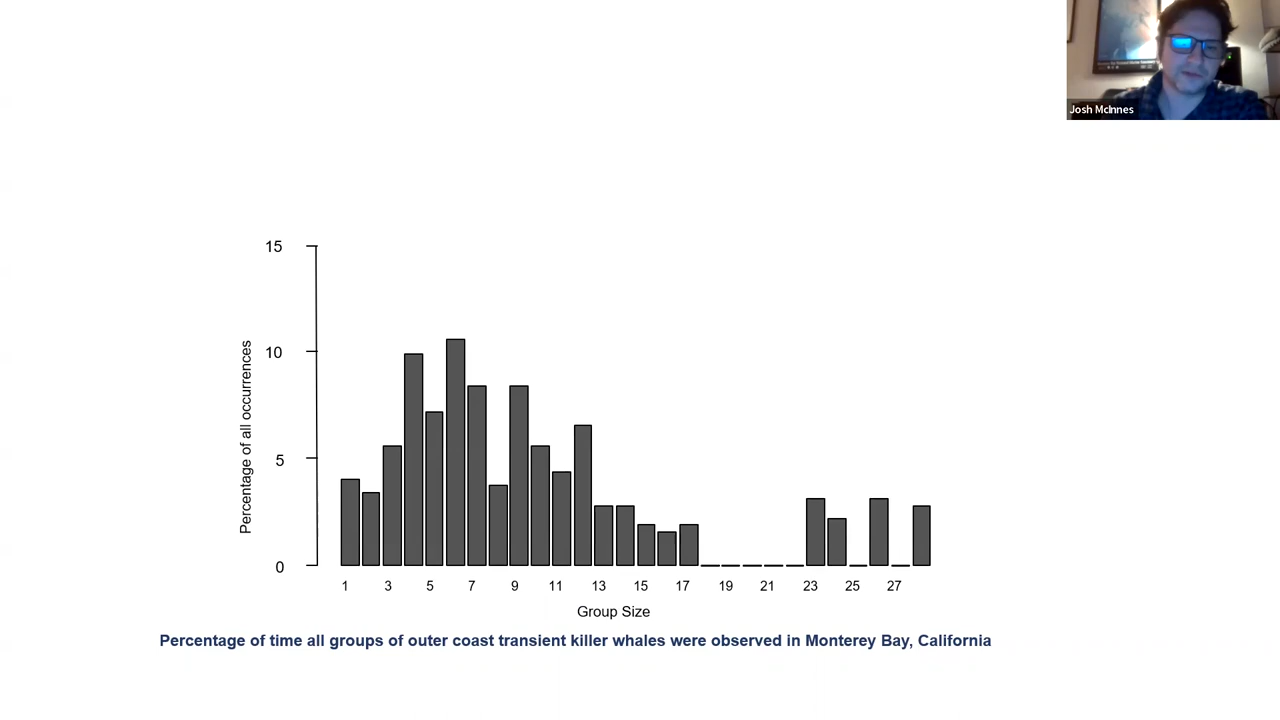 Josh McInnes
15
10
5
0
Percentage of all occurrences
1 3 5 7 9 11 13 15 17 19 21 23 25 27
Group Size
Percentage of time all groups of outer coast transient killer whales were observed in Monterey Bay, California